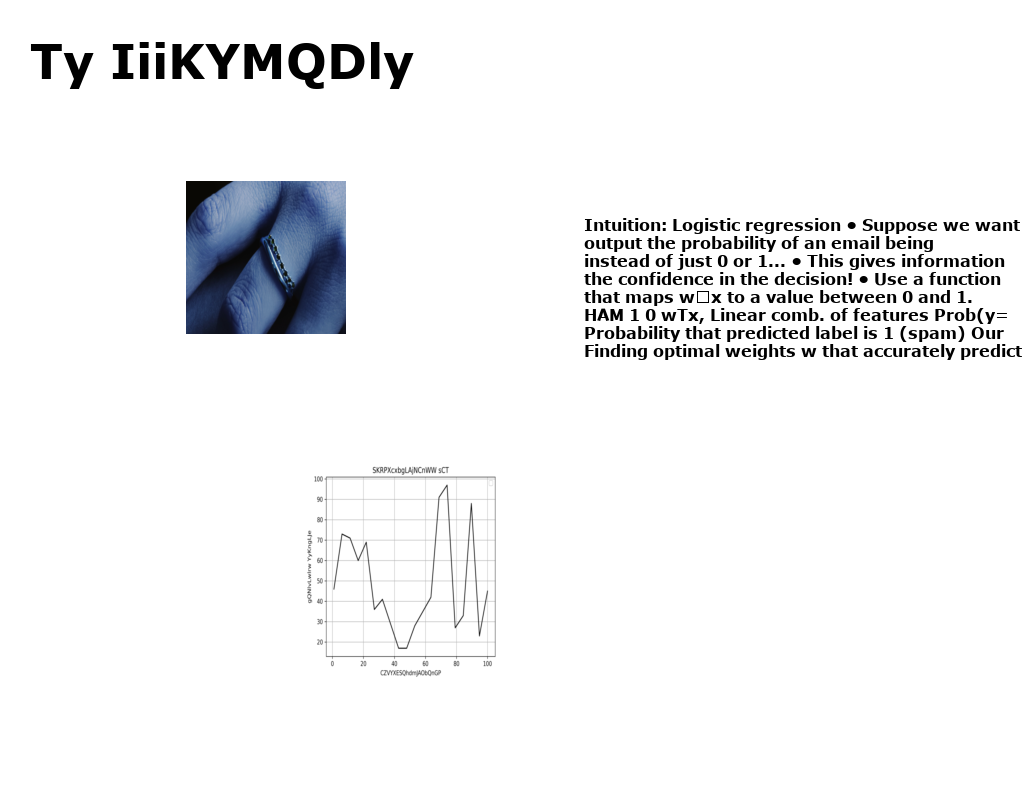 Ty IiiKYMQDly
Intuition: Logistic regression ● Suppose we want
output the probability of an email being
instead of just 0 or 1... ● This gives information
the confidence in the decision! ● Use a function
that maps w□x to a value between 0 and 1.
HAM 1 0 wTx, Linear comb. of features Prob(y=
Probability that predicted label is 1 (spam) Our
Finding optimal weights w that accurately predict
SKRPXcxbgLAjNCnWW sCT
100
90
80
70
60
50
40
30
20
0 20 40 60 80 100